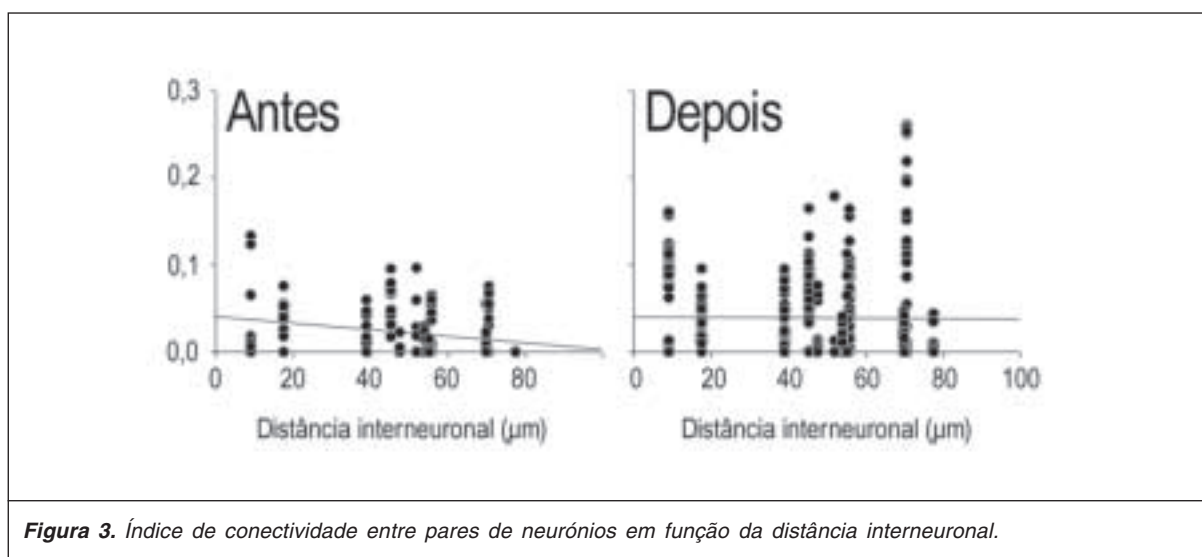 0,3
0,2
0,1
0,0
Antes
0 20 40 60 80
Distância interneuronal (µm)
Depois
0 20 40 60 80 100
Distância interneuronal (µm)
Figura 3. Índice de conectividade entre pares de neurónios em função da distância interneuronal.